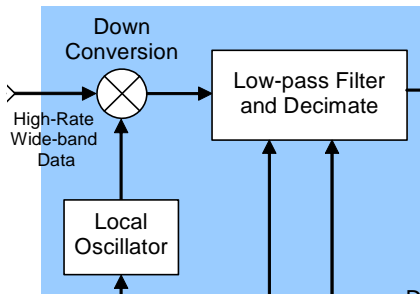 Down
Conversion
High-Rate
Wide-band
Data
Low-pass Filter
and Decimate
Local
Oscillator